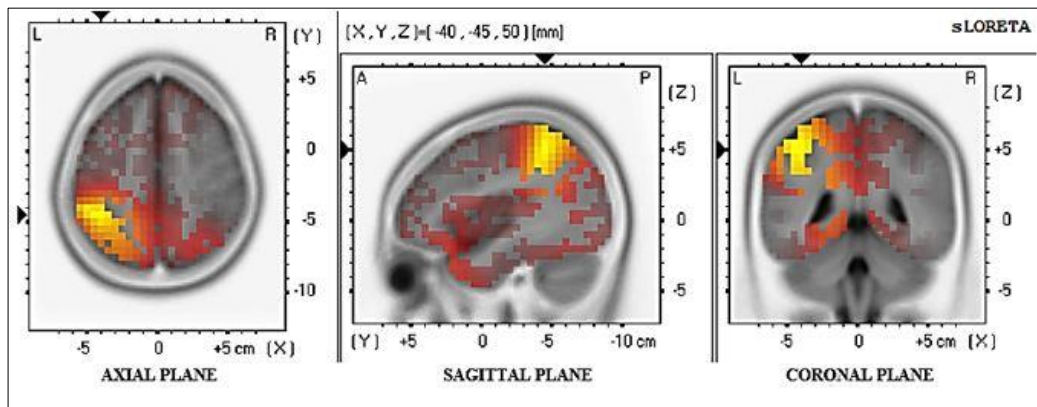 [X,Y,Z]=[-40,-45,50][mm] sLORETA
L R (Y)
+5
0
-5
-10
-5 0 +5 cm (X)
AXIAL PLANE
A P (Z)
+5
0
-5
(Y) +5 0 -5 -10 cm
SAGITTAL PLANE
L R (Z)
+5
0
-5
-5 0 +5 cm (X)
CORONAL PLANE